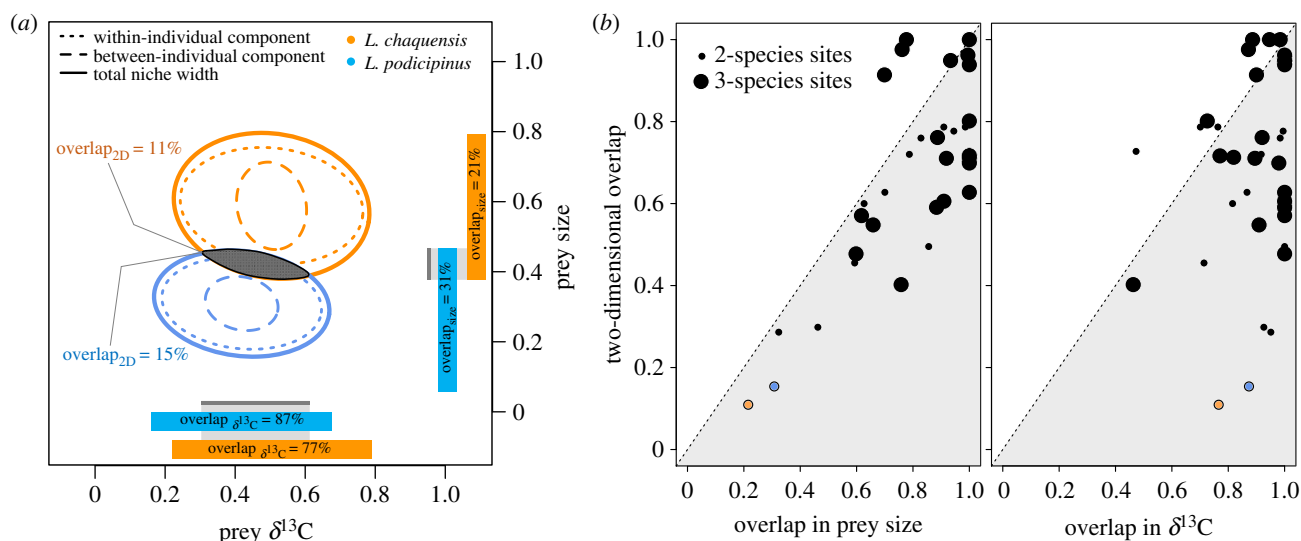 (a)
within-individual component
between-individual component
total niche width
L. chaquensis
L. podicipinus
overlap2D = 11%
overlap2D = 15%
overlapsize = 21%
overlapsize = 31%
overlap δ13C = 87%
overlap δ13C = 77%
1.0
0.8
0.6
0.4
0.2
0
prey size
0 0.2 0.4 0.6 0.8 1.0
prey δ13C
(b)
2-species sites
3-species sites
1.0
0.8
0.6
0.4
0.2
0
two-dimensional overlap
0 0.2 0.4 0.6 0.8 1.0
overlap in prey size
0 0.2 0.4 0.6 0.8 1.0
overlap in δ13C